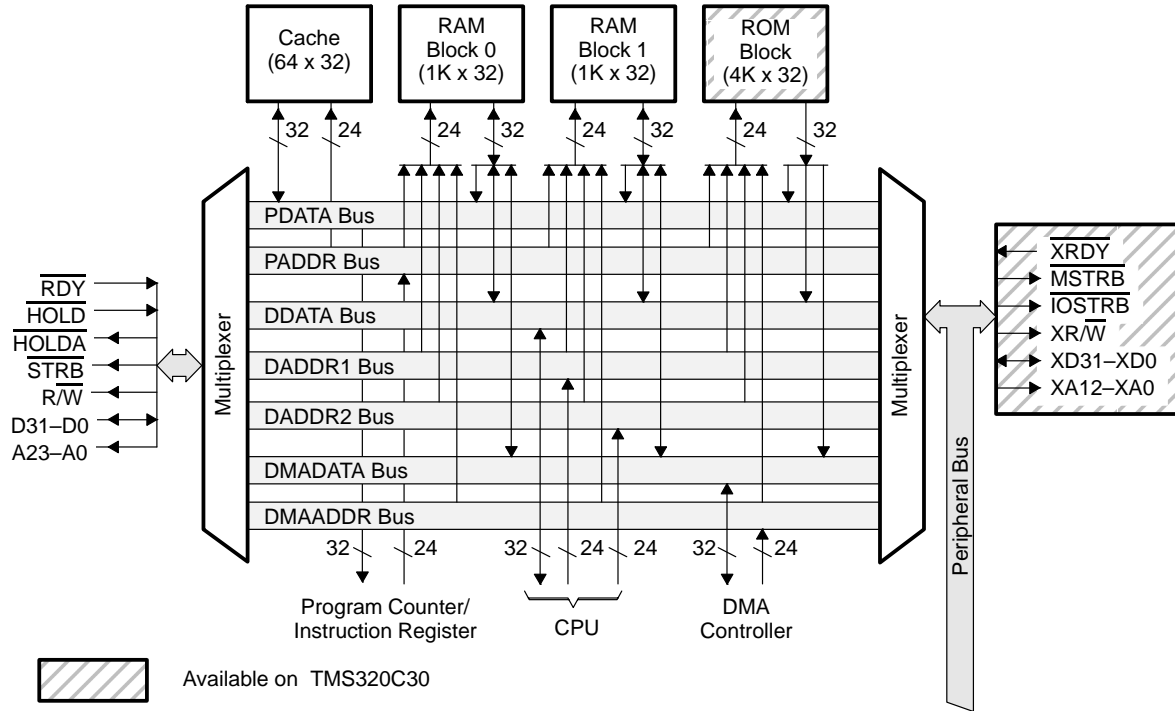 Cache
(64 x 32)
RAM
Block 0
(1K x 32)
RAM
Block 1
(1K x 32)
ROM
Block
(4K x 32)
32
24
24
32
24
32
24
32
PDATA Bus
PADDR Bus
DDATA Bus
DADDR1 Bus
DADDR2 Bus
DMADATA Bus
DMAADDR Bus
Multiplexer
Multiplexer
RDY
HOLD
HOLDA
STRB
R/W
D31–D0
A23–A0
XRDY
MSTRB
IOSTRB
XR/W
XD31–XD0
XA12–XA0
Peripheral Bus
32
24
32
24
24
32
24
Program Counter/
Instruction Register
CPU
DMA
Controller
Available on TMS320C30